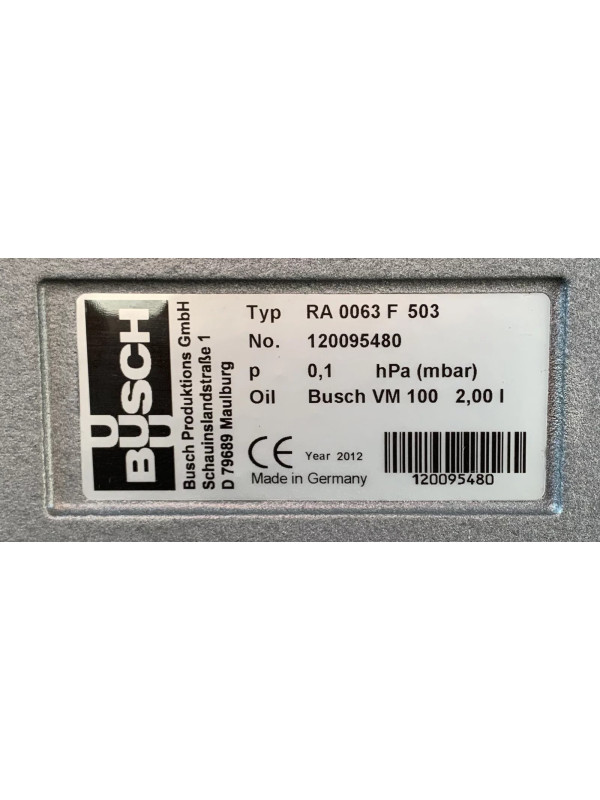 BUSCH
Busch Produktions GmbH
Schauinslandstraße 1
D 79689 Maulburg
Typ RA 0063 F 503
No. 120095480
p 0,1 hPa (mbar)
Oil Busch VM 100 2,00 l
CE Year 2012
Made in Germany
120095480